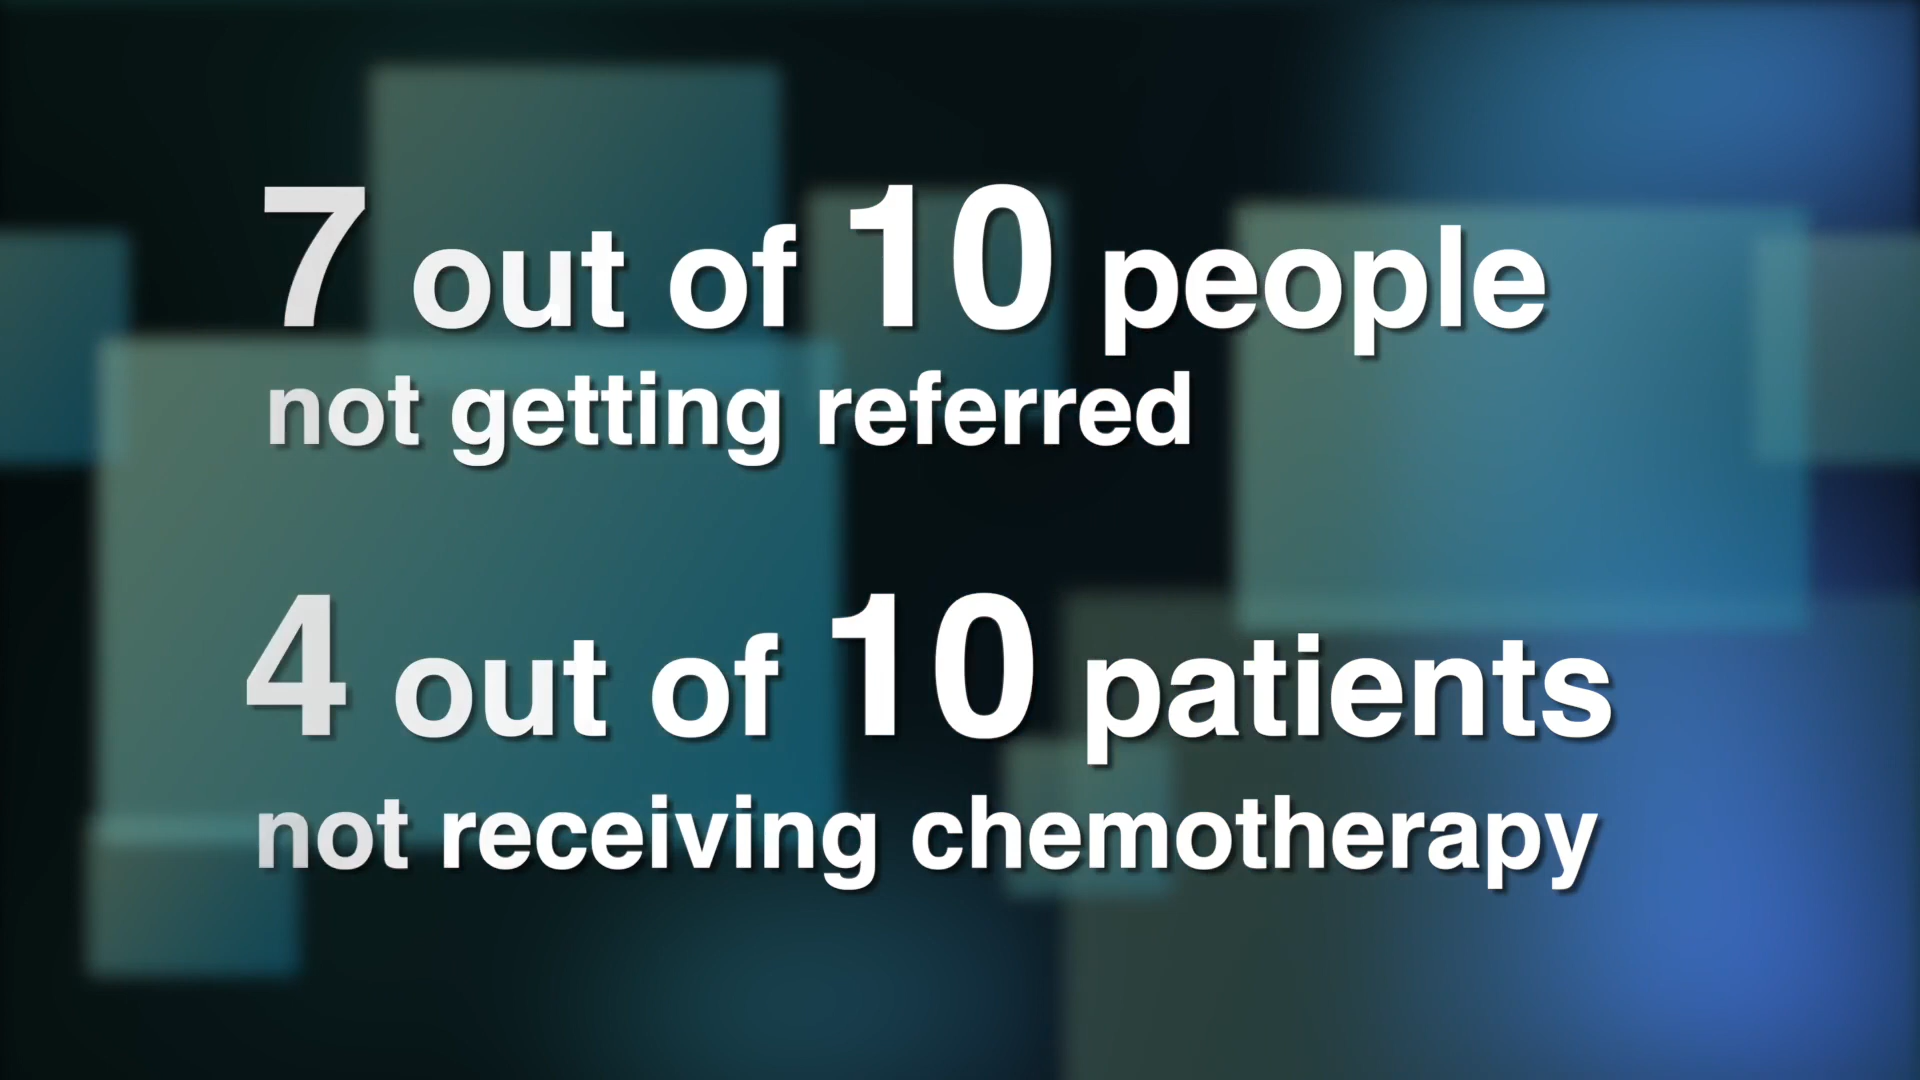 7 out of 10 people
not getting referred
4 out of 10 patients
not receiving chemotherapy